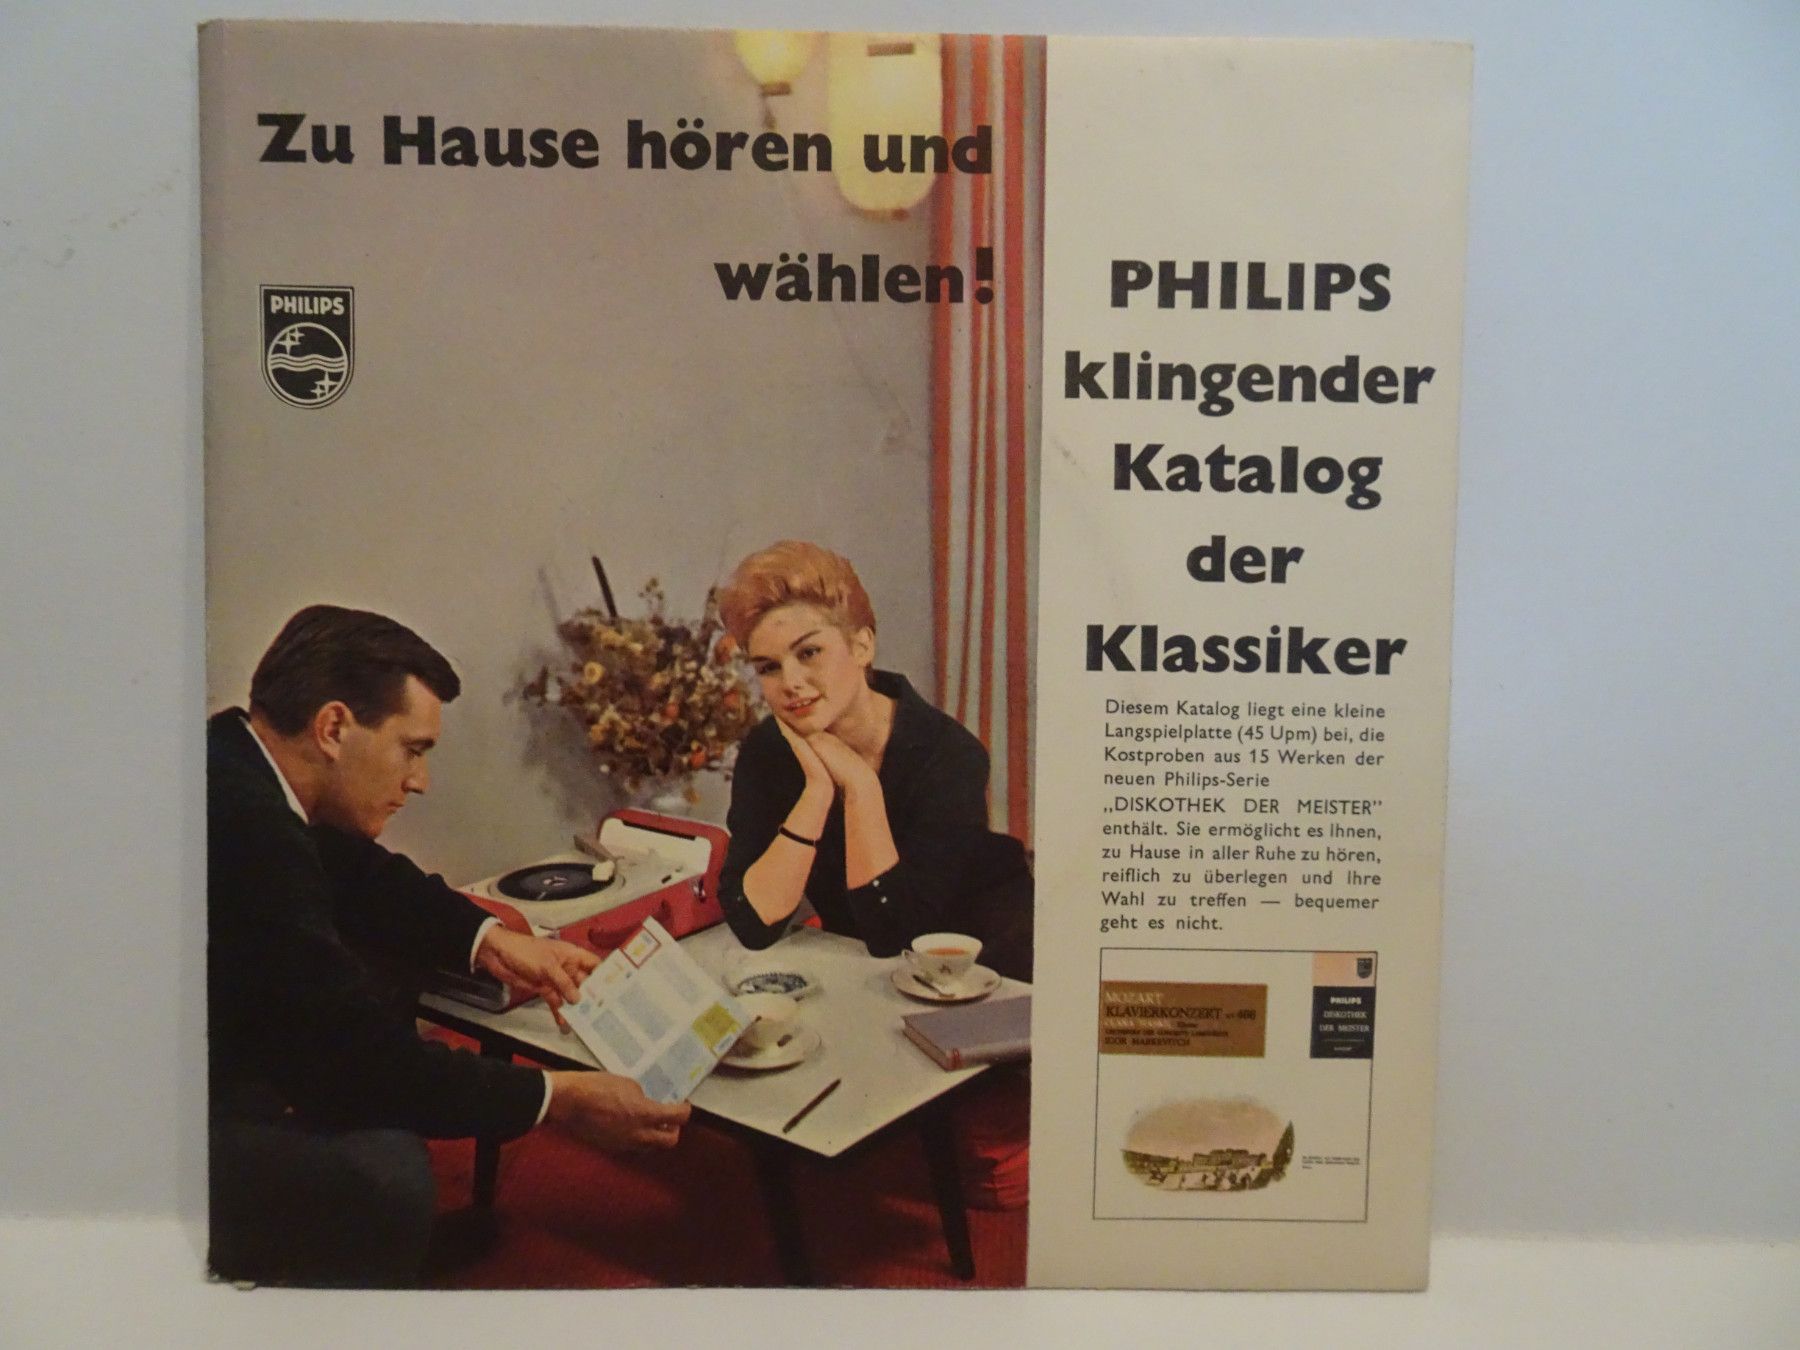 Zu Hause hören und
wählen!
PHILIPS
PHILIPS
klingender
Katalog
der
Klassiker
Diesem Katalog liegt eine kleine
Langspielplatte (45 Upm) bei, die
Kostproben aus 15 Werken der
neuen Philips-Serie
„DISKOTHEK DER MEISTER”
enthält. Sie ermöglicht es Ihnen,
zu Hause in aller Ruhe zu hören,
reiflich zu überlegen und Ihre
Wahl zu treffen — bequemer
geht es nicht.
MOZART
KLAVIERKONZERT KV 466
IGOR MARKEVITCH
PHILIPS
DISKOTHEK
DER MEISTER